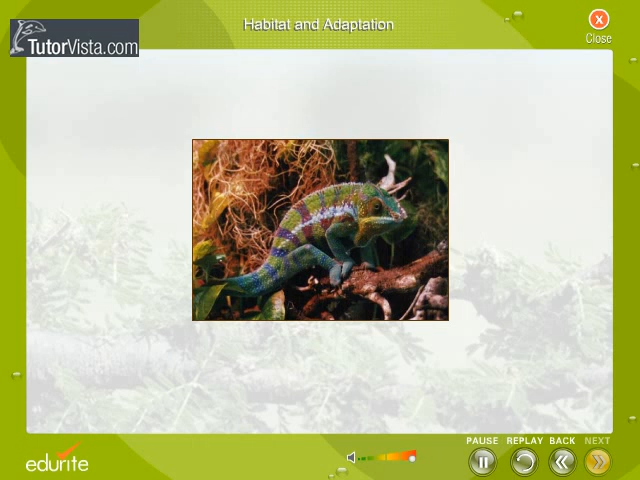 Habitat and Adaptation
TutorVista.com
X
Close
PAUSE REPLAY BACK NEXT
edurite